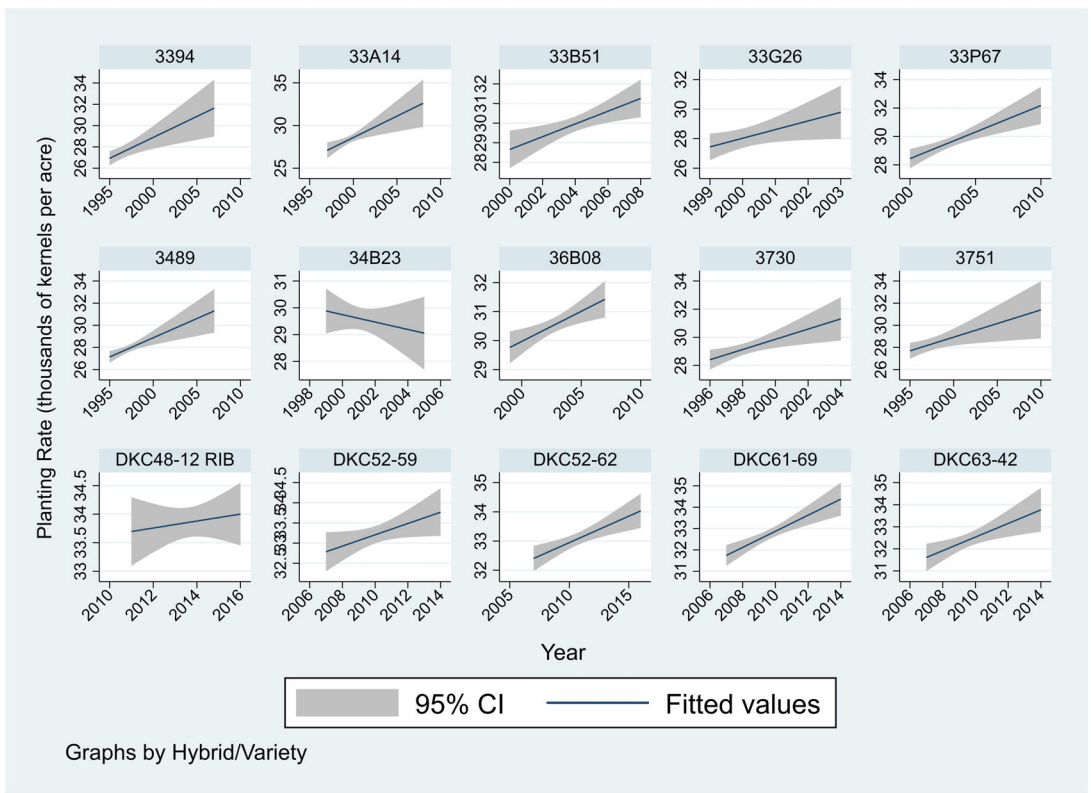 Planting Rate (thousands of kernels per acre)
3394
26 28 30 32 34
1995 2000 2005 2010
33A14
25 30 35
1995 2000 2005 2010
33B51
28 29 30 31 32
2000 2002 2004 2006 2008
33G26
26 28 30 32
1999 2000 2001 2002 2003
33P67
28 30 32 34
2000 2005 2010
3489
26 28 30 32 34
1995 2000 2005 2010
34B23
28 29 30 31
1998 2000 2002 2004 2006
36B08
29 30 31 32
2000 2005 2010
3730
28 30 32 34
1996 1998 2000 2002 2004
3751
26 28 30 32 34
1995 2000 2005 2010
DKC48-12 RIB
33 33.5 34 34.5
2010 2012 2014 2016
DKC52-59
32.5 33 33.5 34 34.5
2006 2008 2010 2012 2014
DKC52-62
32 33 34 35
2005 2010 2015
DKC61-69
31 32 33 34 35
2006 2008 2010 2012 2014
DKC63-42
31 32 33 34 35
2006 2008 2010 2012 2014
Year
95% CI Fitted values
Graphs by Hybrid/Variety